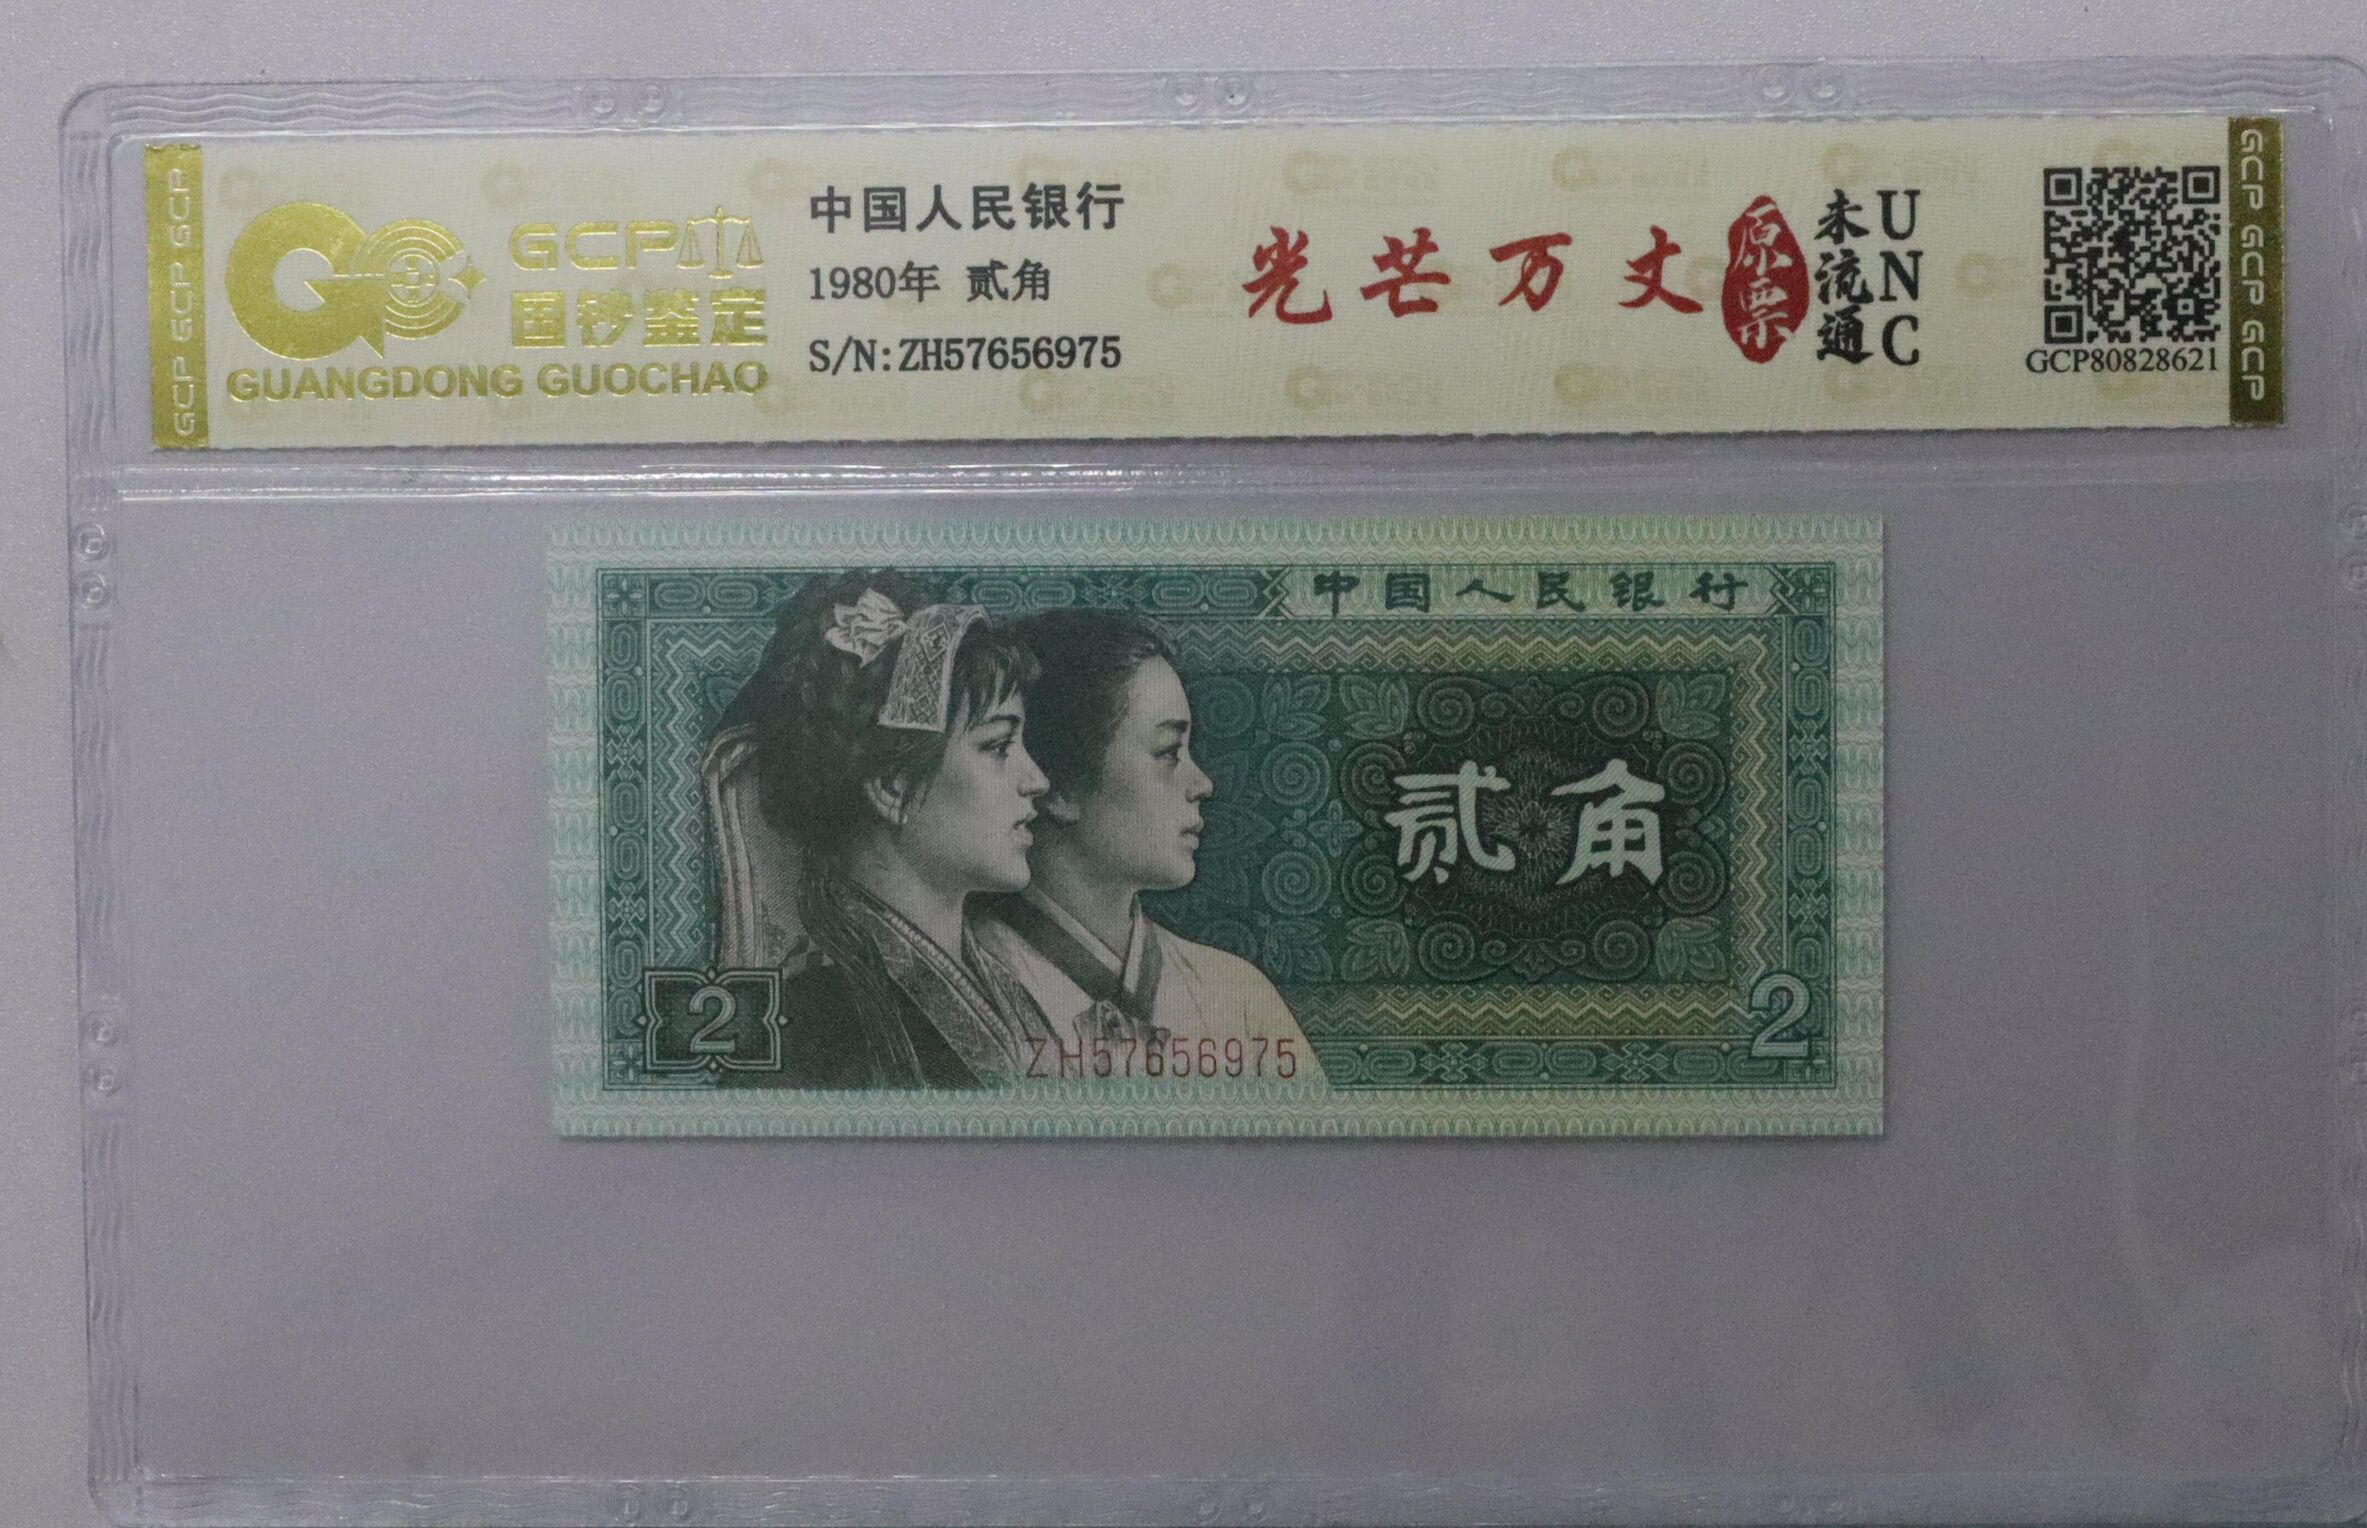 GCP GCP GCP
GCP
国钞鉴定
GUANGDONG GUOCHAO
中国人民银行
1980年 贰角
S/N:ZH57656975
光芒万丈
原票
未流通
UNC
GCP80828621
GCP GCP GCP
中国人民银行
贰角
2
2
ZH57656975